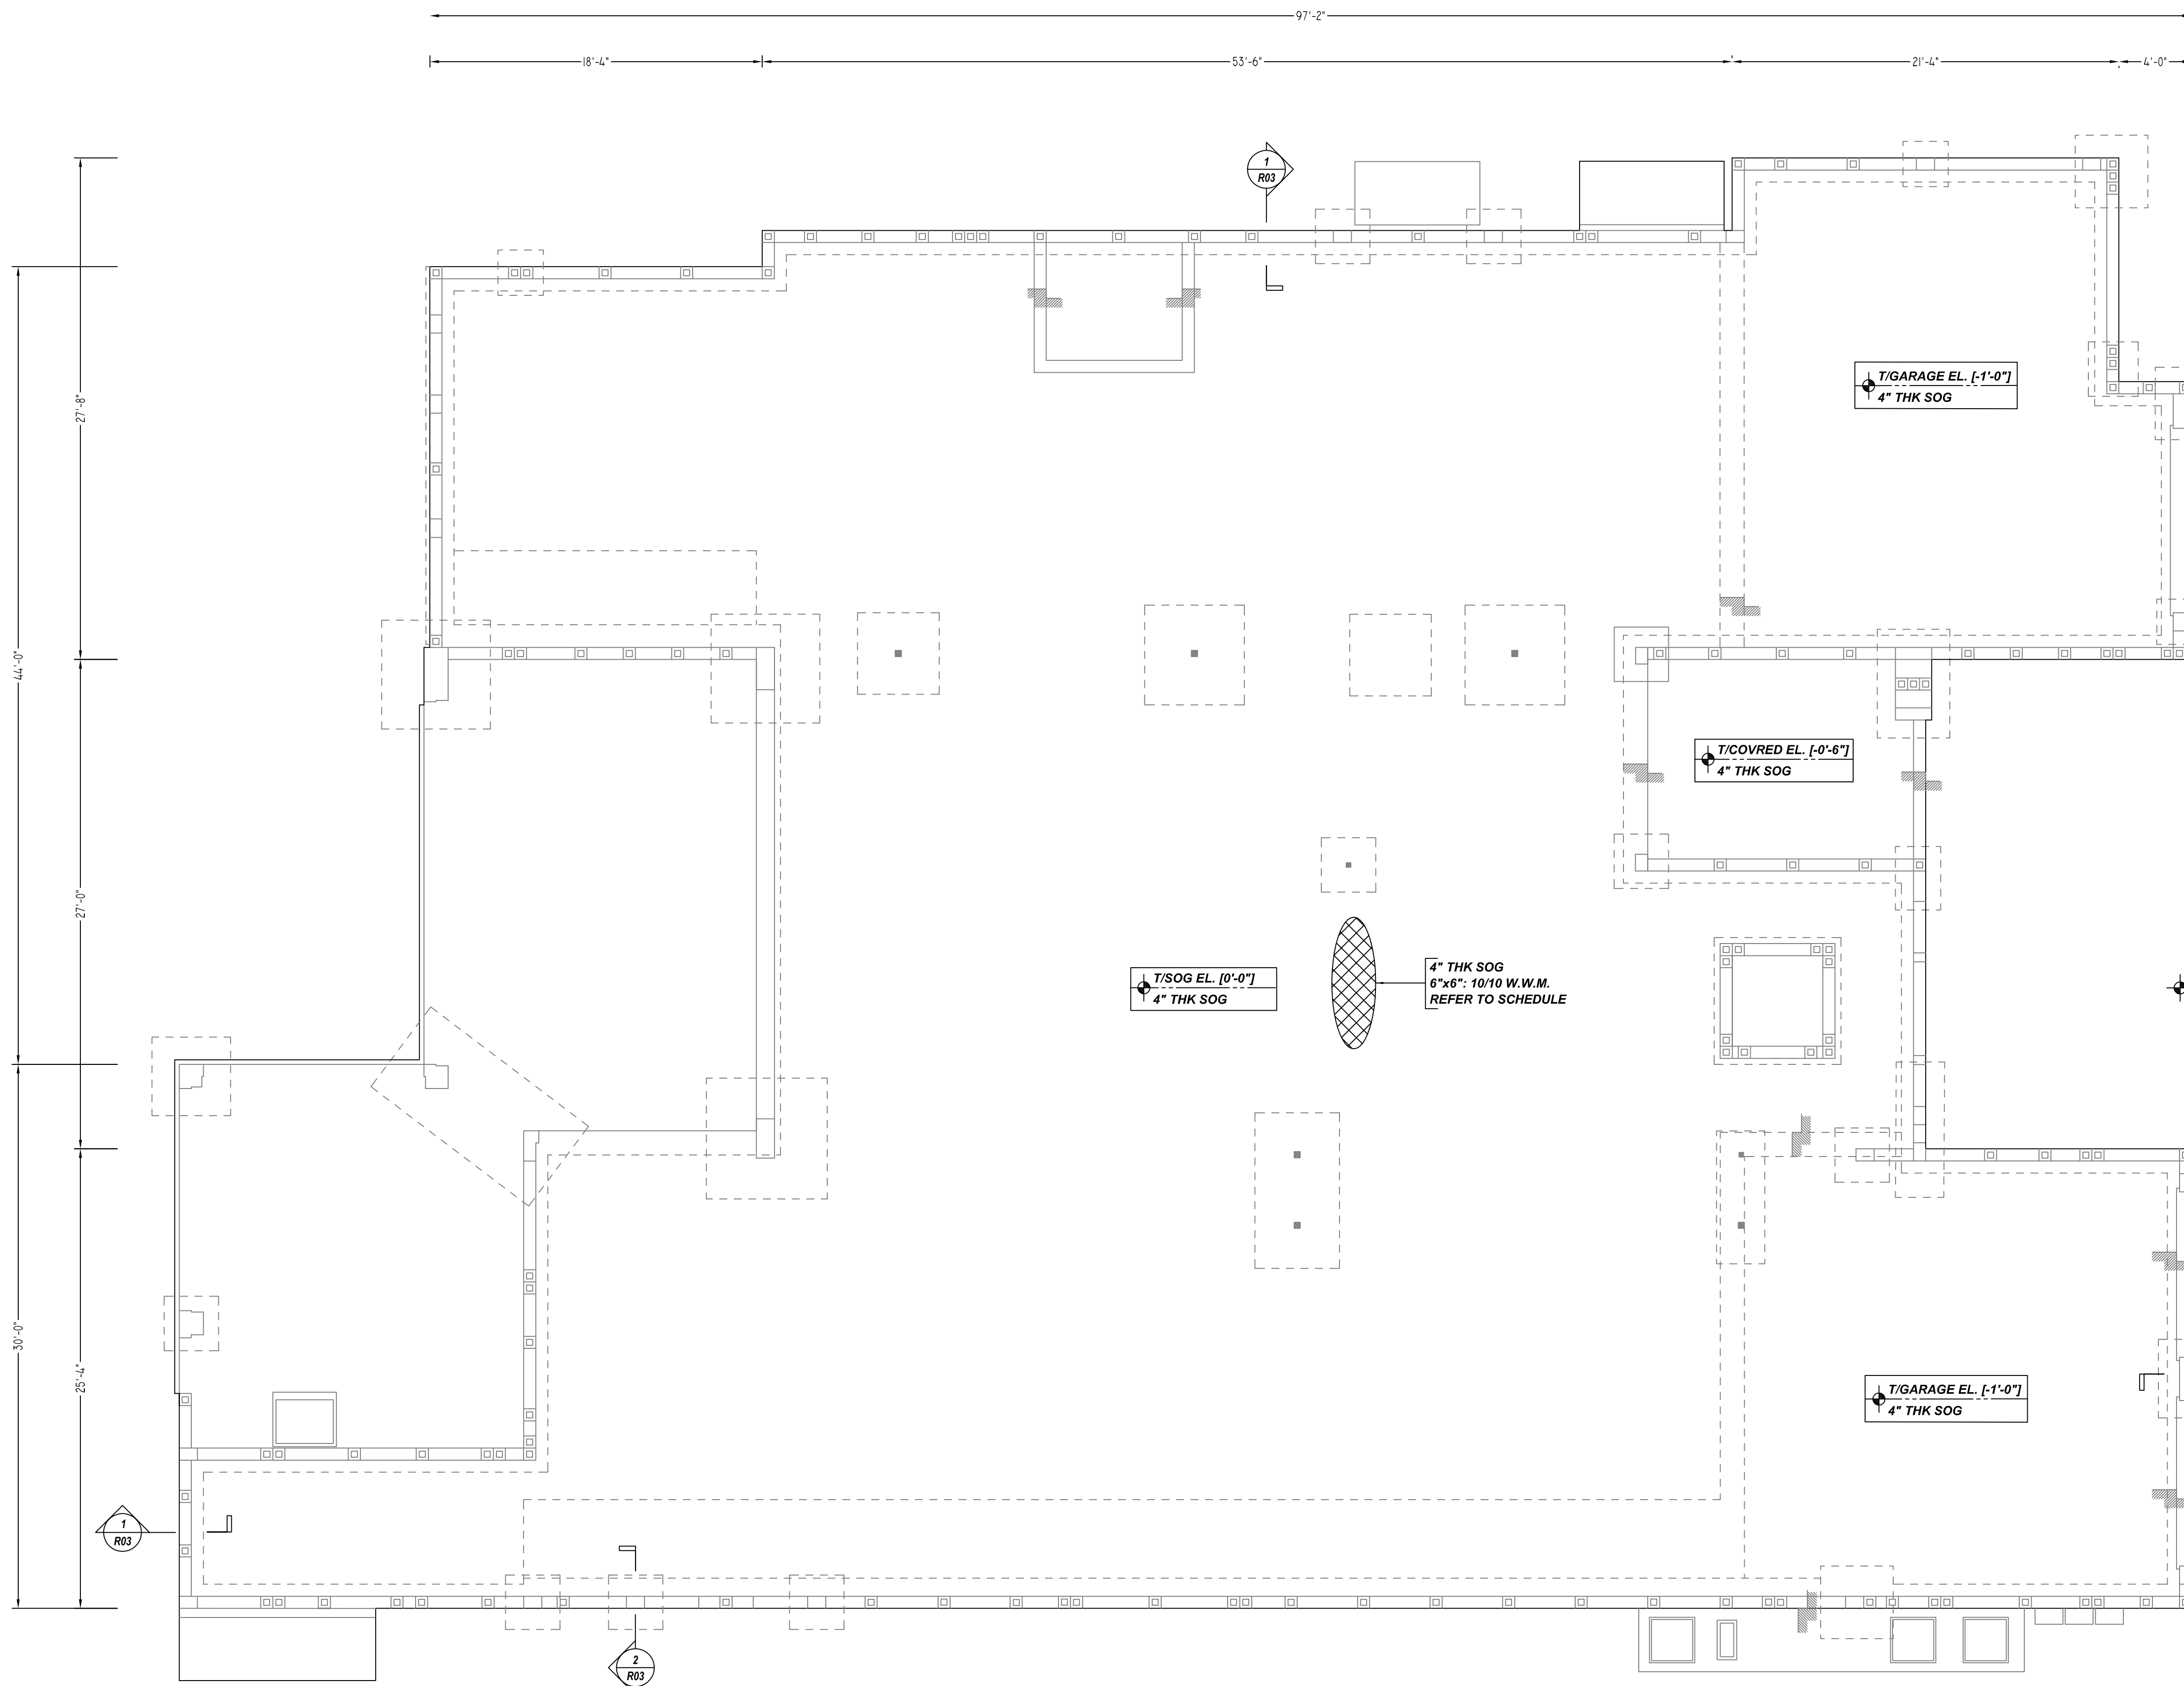 97'-2"
18'-4"
53'-6"
21'-4"
4'-0"
1
R03
T/GARAGE EL. [-1'-0"]
4" THK SOG
27'-8"
44'-0"
T/COVRED EL. [-0'-6"]
4" THK SOG
27'-0"
T/SOG EL. [0'-0"]
4" THK SOG
4" THK SOG
6"x6": 10/10 W.W.M.
REFER TO SCHEDULE
30'-0"
25'-4"
T/GARAGE EL. [-1'-0"]
4" THK SOG
1
R03
2
R03